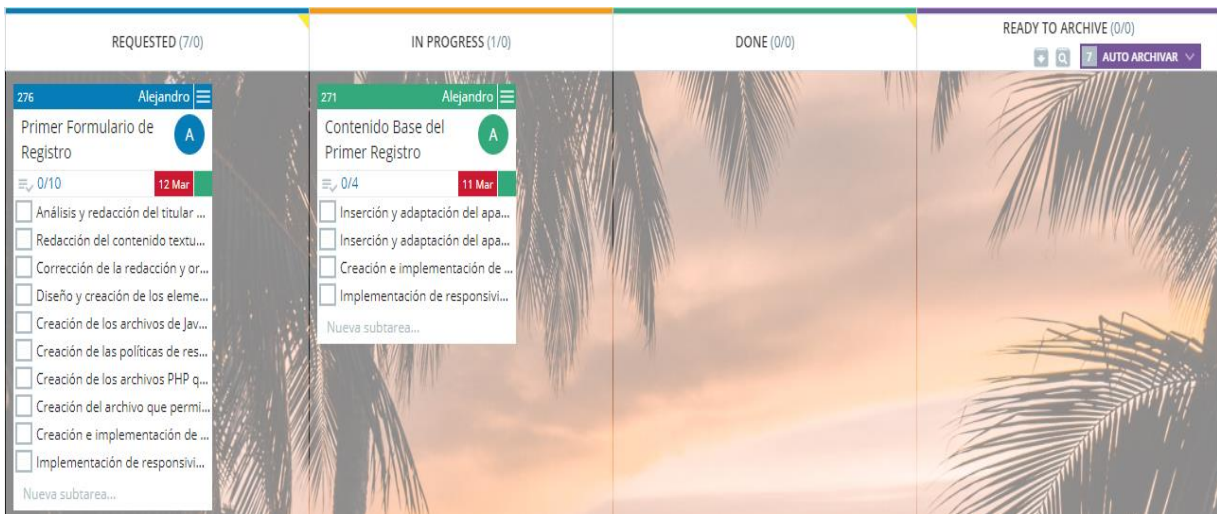 REQUESTED (7/0)
IN PROGRESS (1/0)
DONE (0/0)
READY TO ARCHIVE (0/0)
7 AUTO ARCHIVAR
276 Alejandro
Primer Formulario de
Registro
A
0/10
12 Mar
Análisis y redacción del titular ...
Redacción del contenido textu...
Corrección de la redacción y or...
Diseño y creación de los eleme...
Creación de los archivos de Jav...
Creación de las políticas de res...
Creación de los archivos PHP q...
Creación del archivo que permi...
Creación e implementación de ...
Implementación de responsivi...
Nueva subtarea...
271 Alejandro
Contenido Base del
Primer Registro
A
0/4
11 Mar
Inserción y adaptación del apa...
Inserción y adaptación del apa...
Creación e implementación de ...
Implementación de responsivi...
Nueva subtarea...